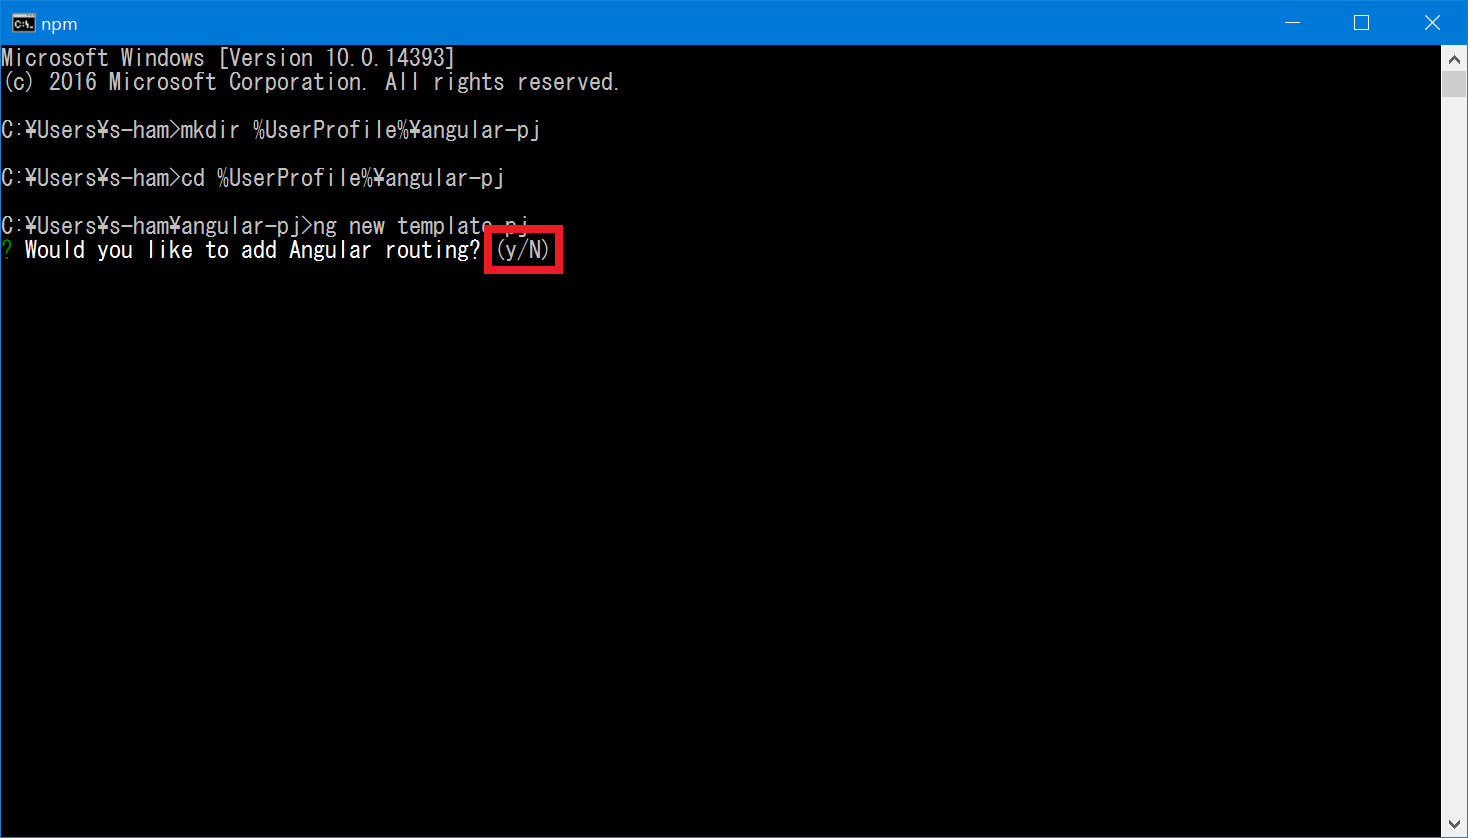 npm
Microsoft Windows [Version 10.0.14393]
(c) 2016 Microsoft Corporation. All rights reserved.
C:¥Users¥s-ham>mkdir %UserProfile%¥angular-pj
C:¥Users¥s-ham>cd %UserProfile%¥angular-pj
C:¥Users¥s-ham¥angular-pj>ng new template-pj
? Would you like to add Angular routing? (y/N)